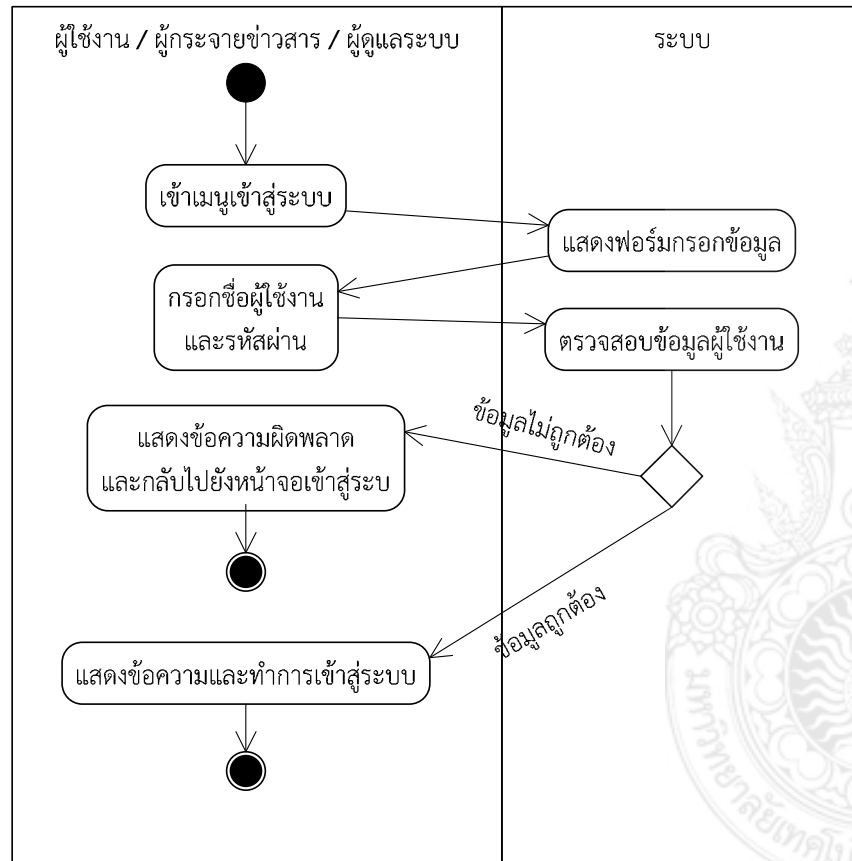 ผู้ใช้งาน / ผู้กระจายข่าวสาร / ผู้ดูแลระบบ
ระบบ
เข้าเมนูเข้าสู่ระบบ
แสดงฟอร์มกรอกข้อมูล
กรอกชื่อผู้ใช้งาน
และรหัสผ่าน
ตรวจสอบข้อมูลผู้ใช้งาน
ข้อมูลไม่ถูกต้อง
แสดงข้อความผิดพลาด
และกลับไปยังหน้าจอเข้าสู่ระบ
ข้อมูลถูกต้อง
แสดงข้อความและทำการเข้าสู่ระบบ